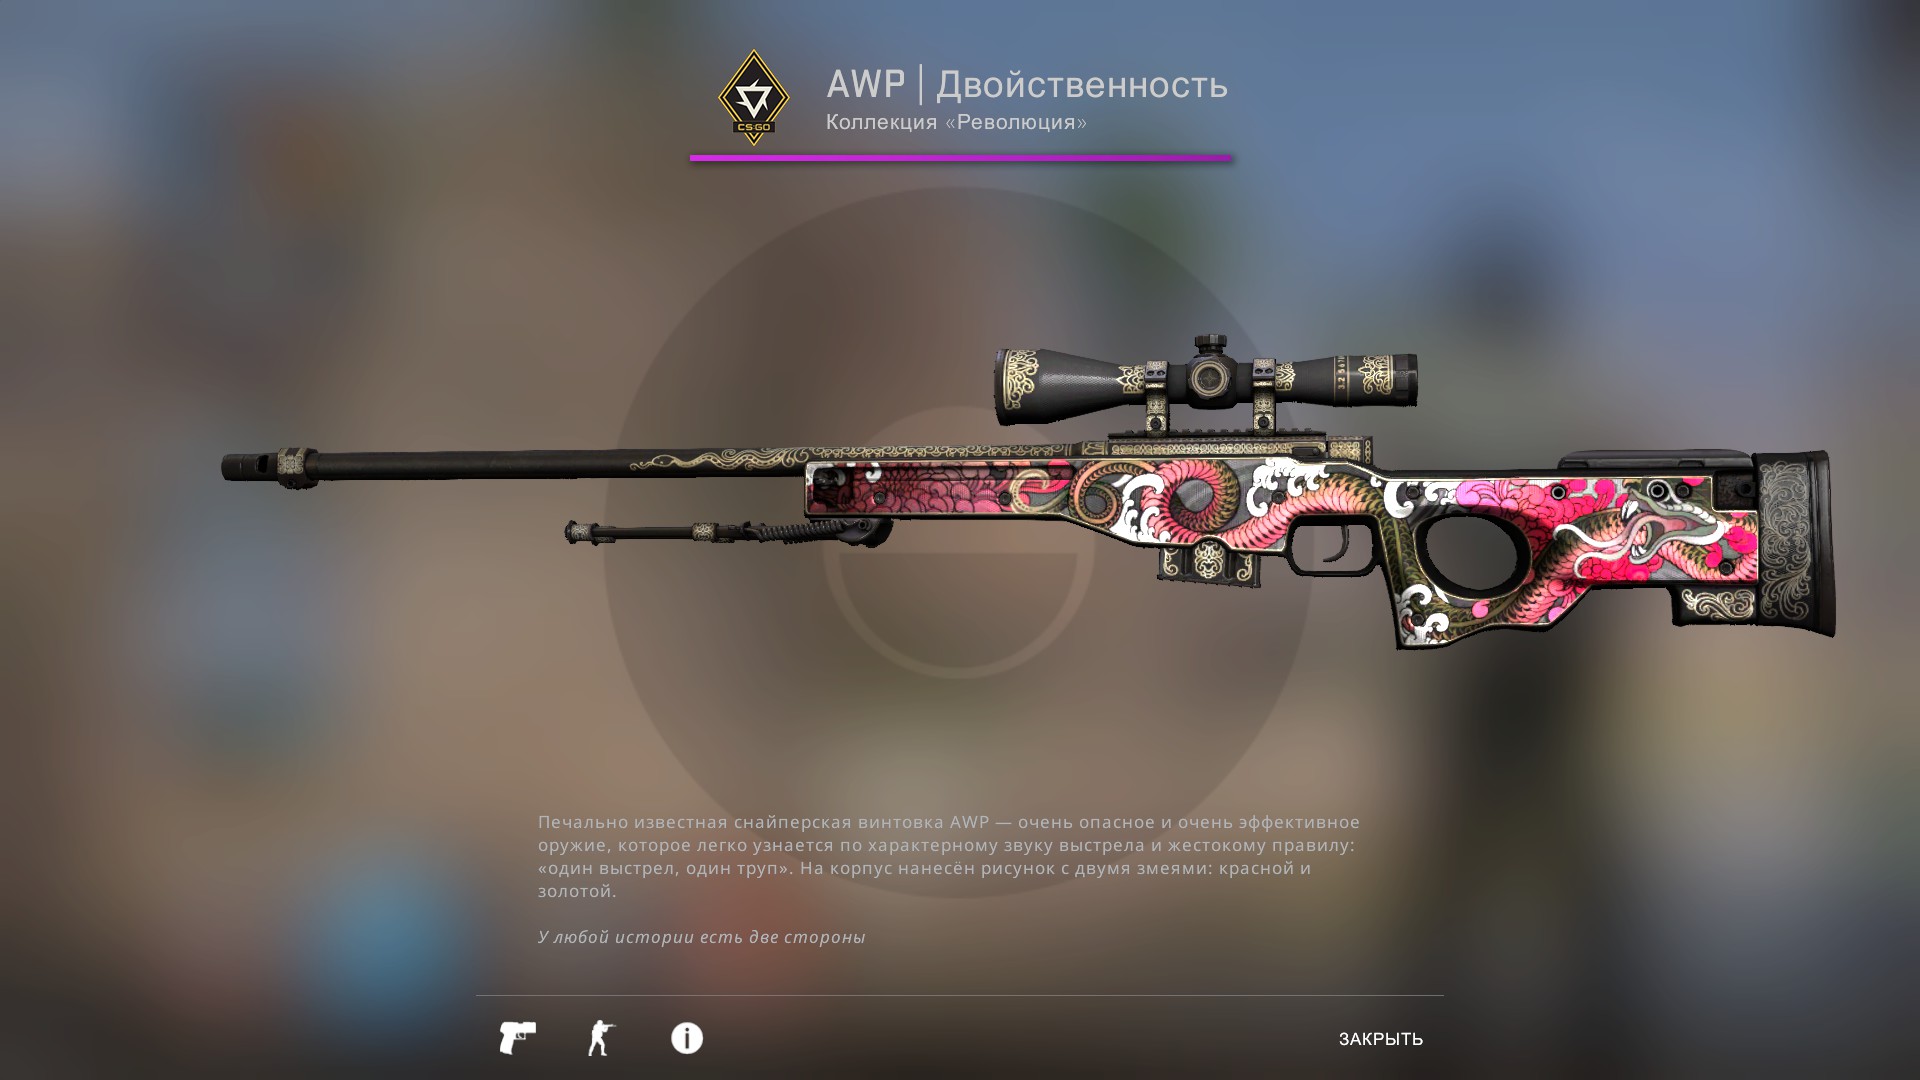 CS:GO
AWP | Двойственность
Коллекция «Революция»
Печально известная снайперская винтовка AWP — очень опасное и очень эффективное
оружие, которое легко узнается по характерному звуку выстрела и жестокому правилу:
«один выстрел, один труп». На корпус нанесён рисунок с двумя змеями: красной и
золотой.
У любой истории есть две стороны
ЗАКРЫТЬ